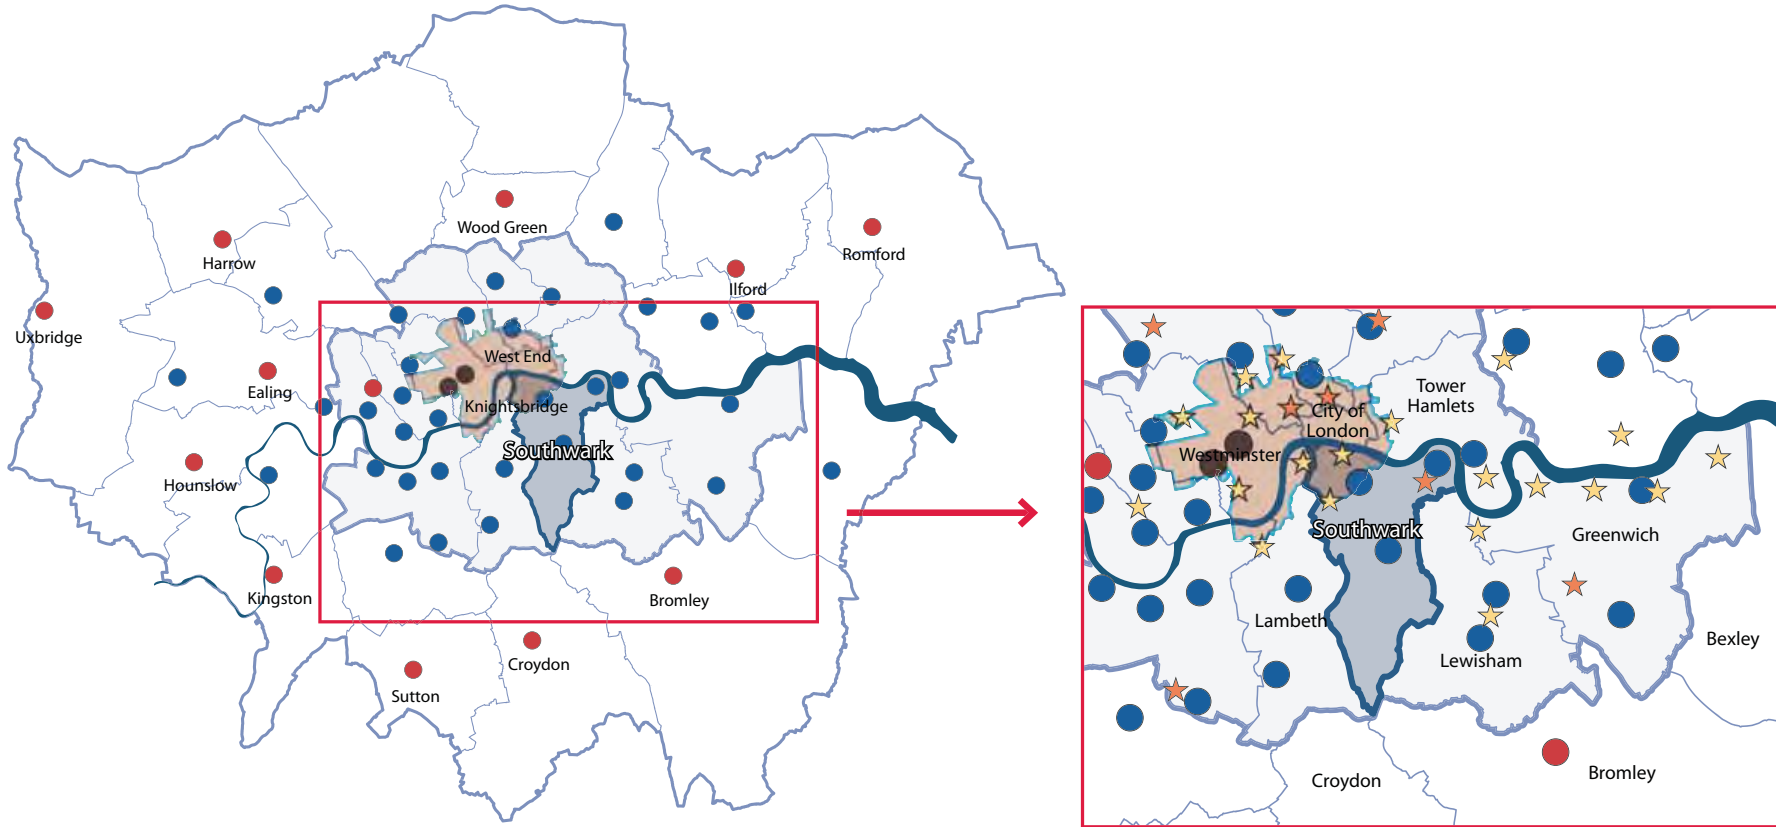 Wood Green
Harrow
Romford
Ilford
Uxbridge
West End
Ealing
Knightsbridge
Southwark
Hounslow
Kingston
Bromley
Croydon
Sutton
Tower
Hamlets
City of
London
Westminster
Southwark
Greenwich
Lambeth
Bexley
Lewisham
Bromley
Croydon